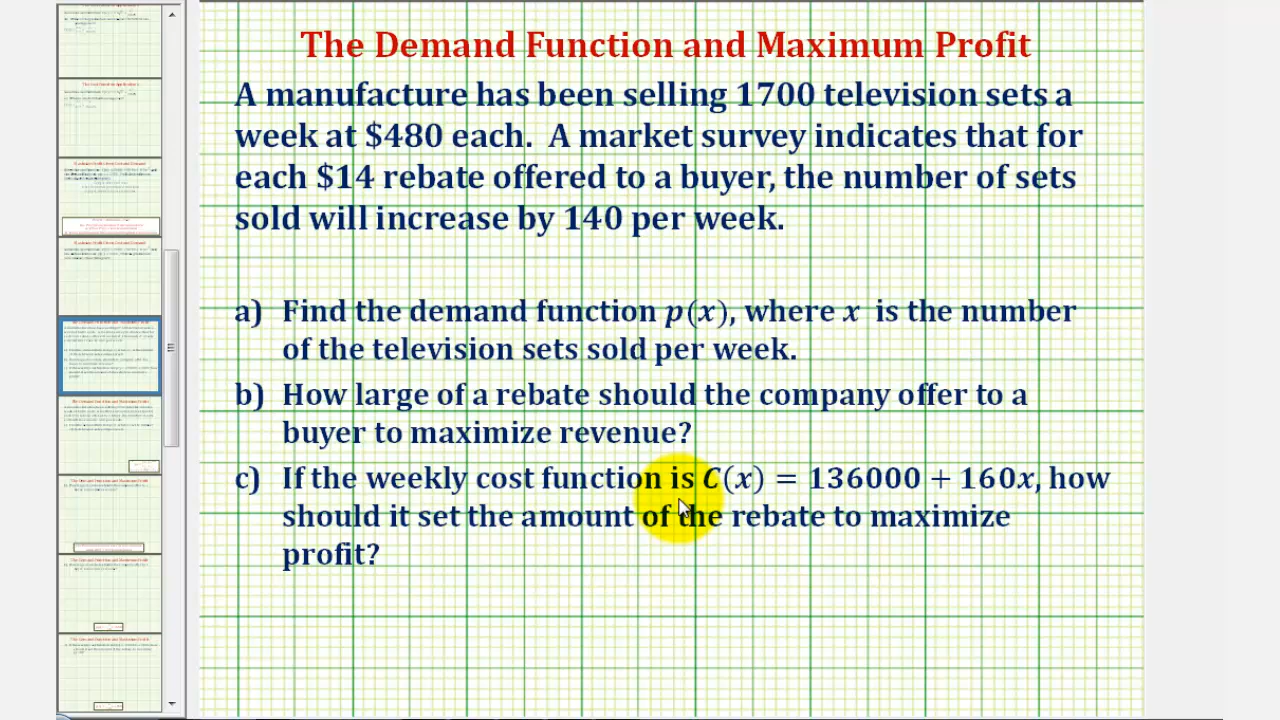 The Demand Function and Maximum Profit
A manufacture has been selling 1700 television sets a
week at $480 each. A market survey indicates that for
each $14 rebate offered to a buyer, the number of sets
sold will increase by 140 per week.
a) Find the demand function p(x), where x is the number
of the television sets sold per week.
b) How large of a rebate should the company offer to a
buyer to maximize revenue?
c) If the weekly cost function is C(x) = 136000 + 160x, how
should it set the amount of the rebate to maximize
profit?